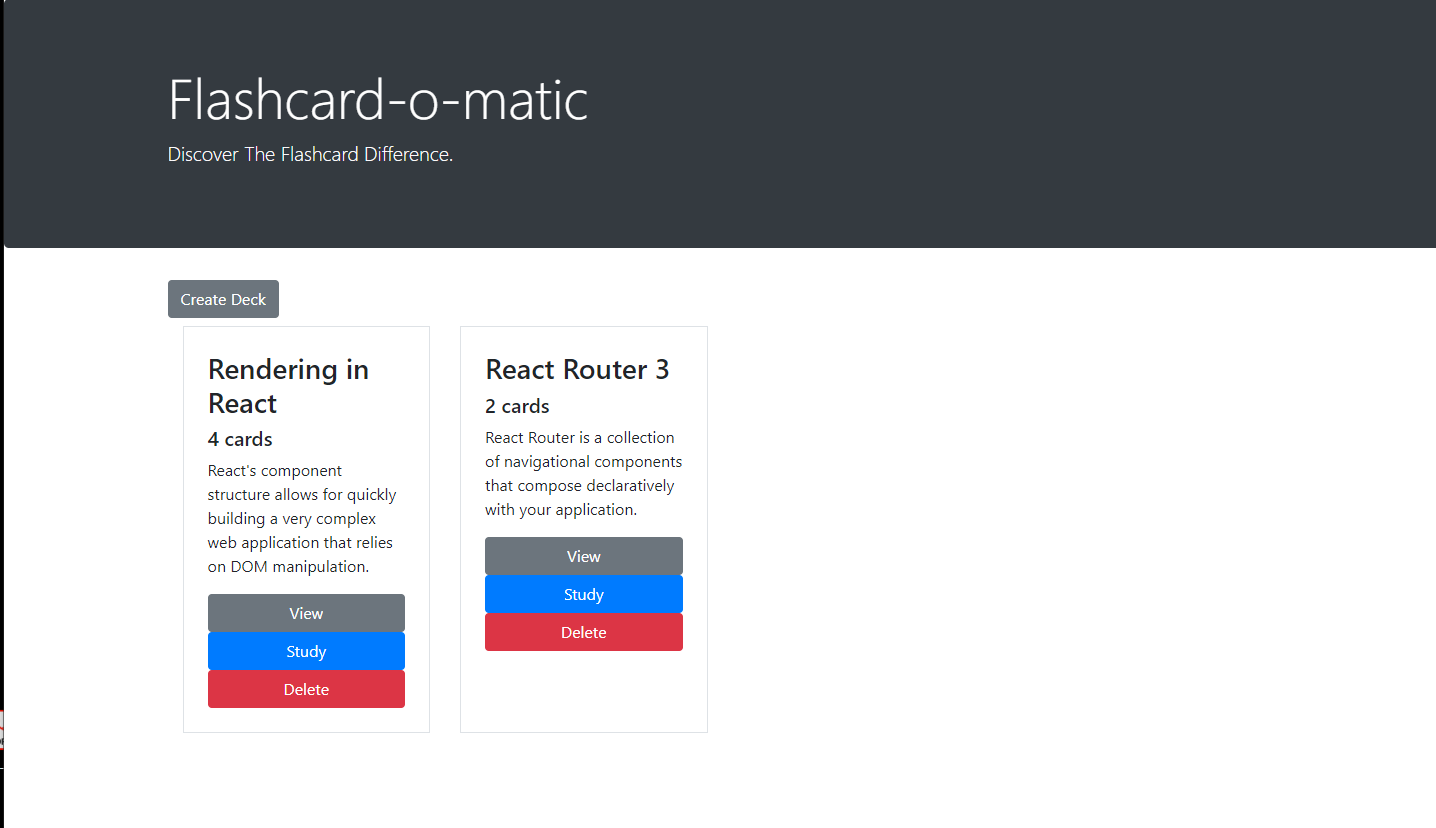 Flashcard-o-matic
Discover The Flashcard Difference.
Create Deck
Rendering in
React
4 cards
React's component
structure allows for quickly
building a very complex
web application that relies
on DOM manipulation.
View
Study
Delete
React Router 3
2 cards
React Router is a collection
of navigational components
that compose declaratively
with your application.
View
Study
Delete